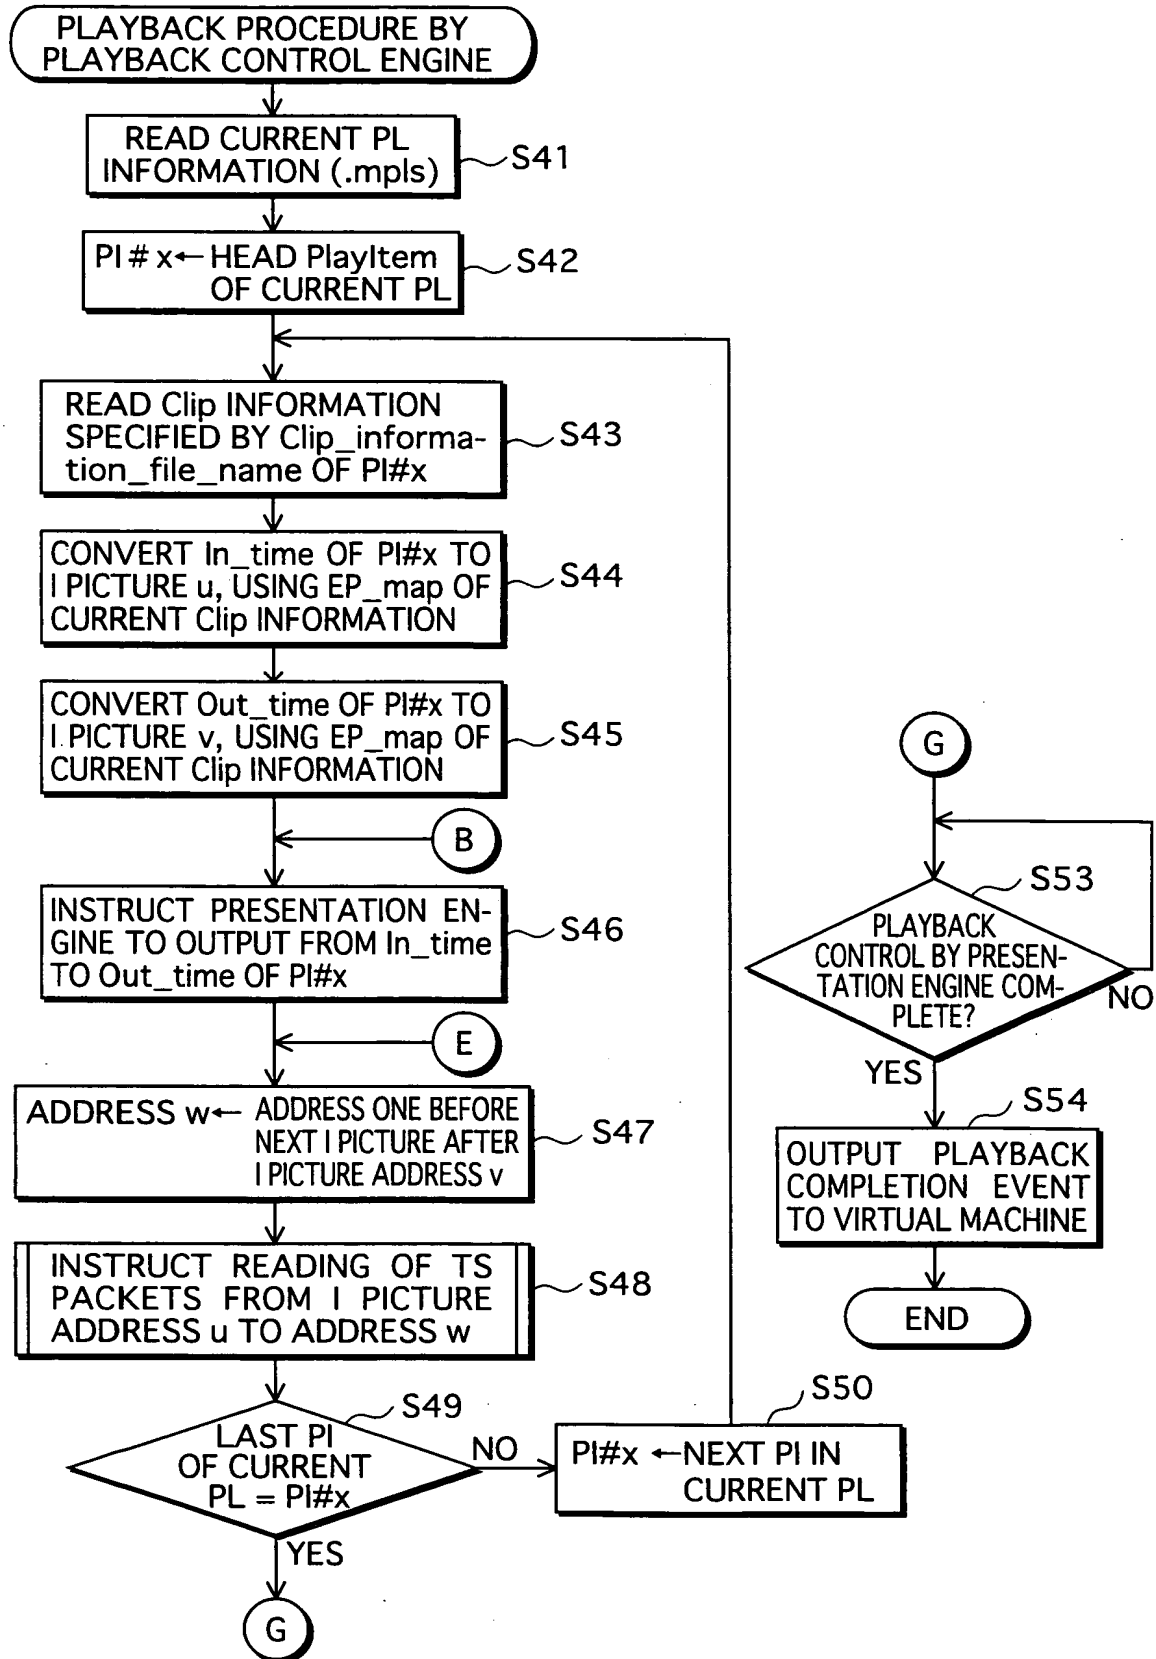 PLAYBACK PROCEDURE BY
PLAYBACK CONTROL ENGINE
READ CURRENT PL
INFORMATION (.mpls)
S41
PI # x← HEAD PlayItem
OF CURRENT PL
S42
READ Clip INFORMATION
SPECIFIED BY Clip_informa-
tion_file_name OF PI#x
S43
CONVERT In_time OF PI#x TO
I PICTURE u, USING EP_map OF
CURRENT Clip INFORMATION
S44
CONVERT Out_time OF PI#x TO
I PICTURE v, USING EP_map OF
CURRENT Clip INFORMATION
S45
B
INSTRUCT PRESENTATION EN-
GINE TO OUTPUT FROM In_time
TO Out_time OF PI#x
S46
E
ADDRESS w← ADDRESS ONE BEFORE
NEXT I PICTURE AFTER
I PICTURE ADDRESS v
S47
INSTRUCT READING OF TS
PACKETS FROM I PICTURE
ADDRESS u TO ADDRESS w
S48
S49
LAST PI
OF CURRENT
PL = PI#x
NO
YES
G
S50
PI#x ←NEXT PI IN
CURRENT PL
G
S53
PLAYBACK
CONTROL BY PRESEN-
TATION ENGINE COM-
PLETE?
NO
YES
S54
OUTPUT PLAYBACK
COMPLETION EVENT
TO VIRTUAL MACHINE
END